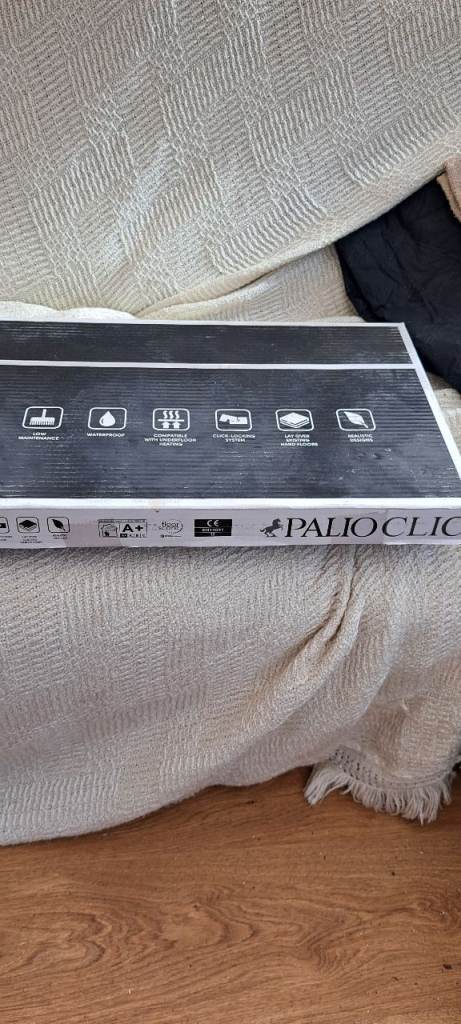 LOW
MAINTENANCE
WATERPROOF
COMPATIBLE
WITH UNDERFLOOR
HEATING
CLICK-LOCKING
SYSTEM
LAY OVER
EXISTING
HARD FLOORS
REALISTIC
DESIGNS
A+
floor
CE
PALIO CLIC